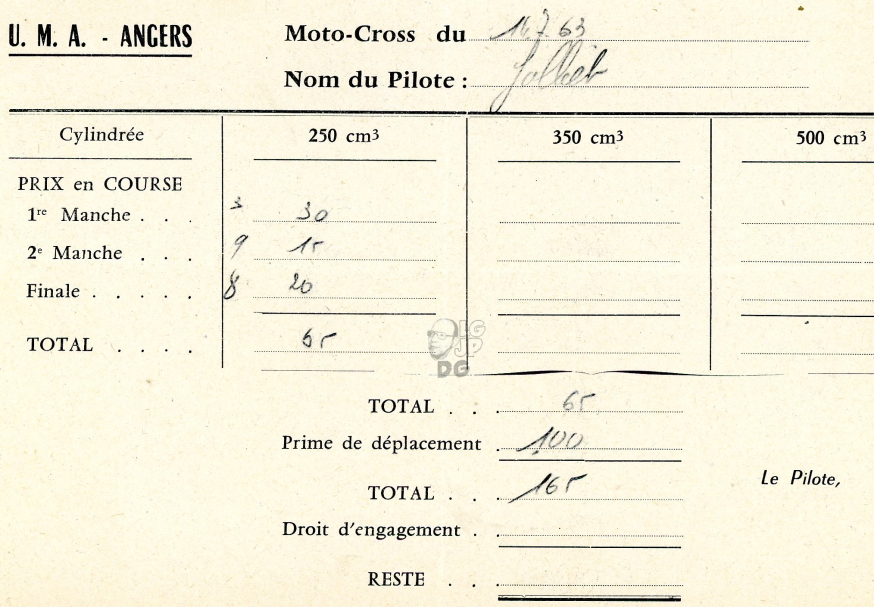 U. M. A. - ANGERS
Moto-Cross du 14.7.63
Nom du Pilote :
Cylindrée 250 cm³ 350 cm³ 500 cm³
PRIX en COURSE
1re Manche . . . 3 30
2e Manche . . . 9 15
Finale . . . . . 8 20
TOTAL . . . . 65
LG
JP
DG
TOTAL . . 65
Prime de déplacement . 100
TOTAL . . 165
Le Pilote,
Droit d'engagement . .
RESTE . .